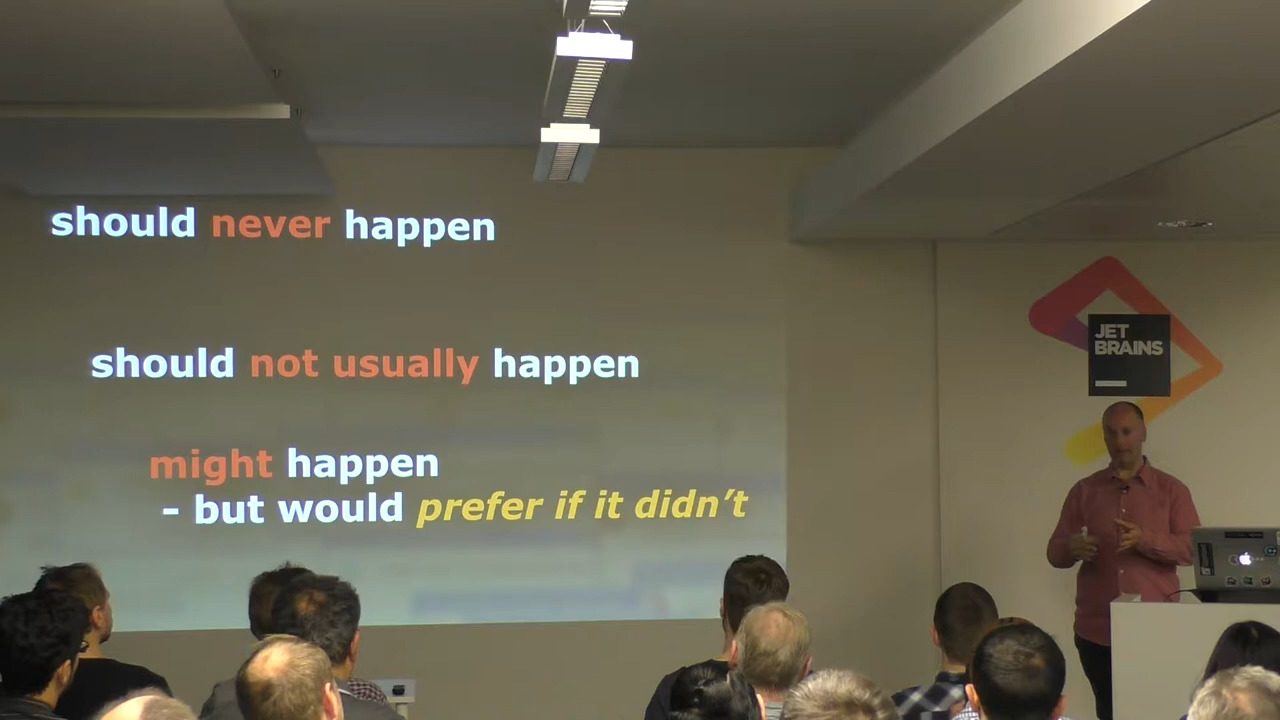 should never happen
should not usually happen
might happen
- but would prefer if it didn’t
JET
BRAINS